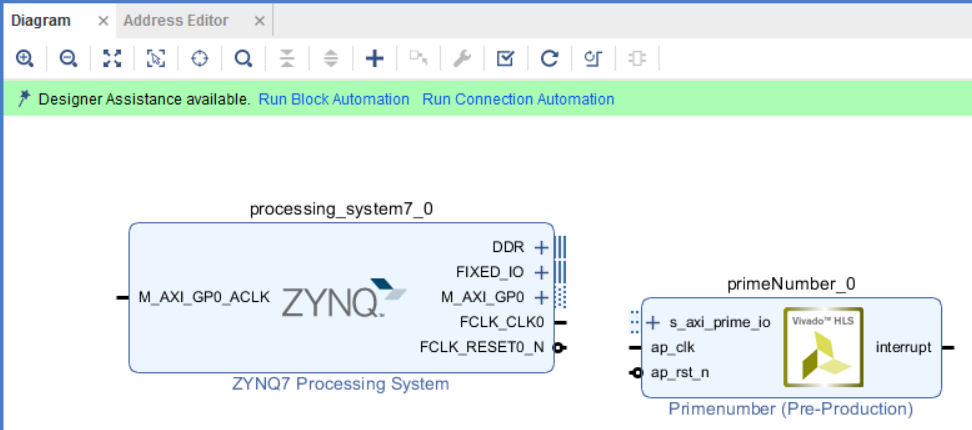 Diagram × Address Editor ×
Designer Assistance available. Run Block Automation Run Connection Automation
processing_system7_0
DDR
FIXED_IO
M_AXI_GP0_ACLK ZYNQ M_AXI_GP0
FCLK_CLK0
FCLK_RESET0_N
ZYNQ7 Processing System
primeNumber_0
s_axi_prime_io Vivado™ HLS
ap_clk interrupt
ap_rst_n
Primenumber (Pre-Production)